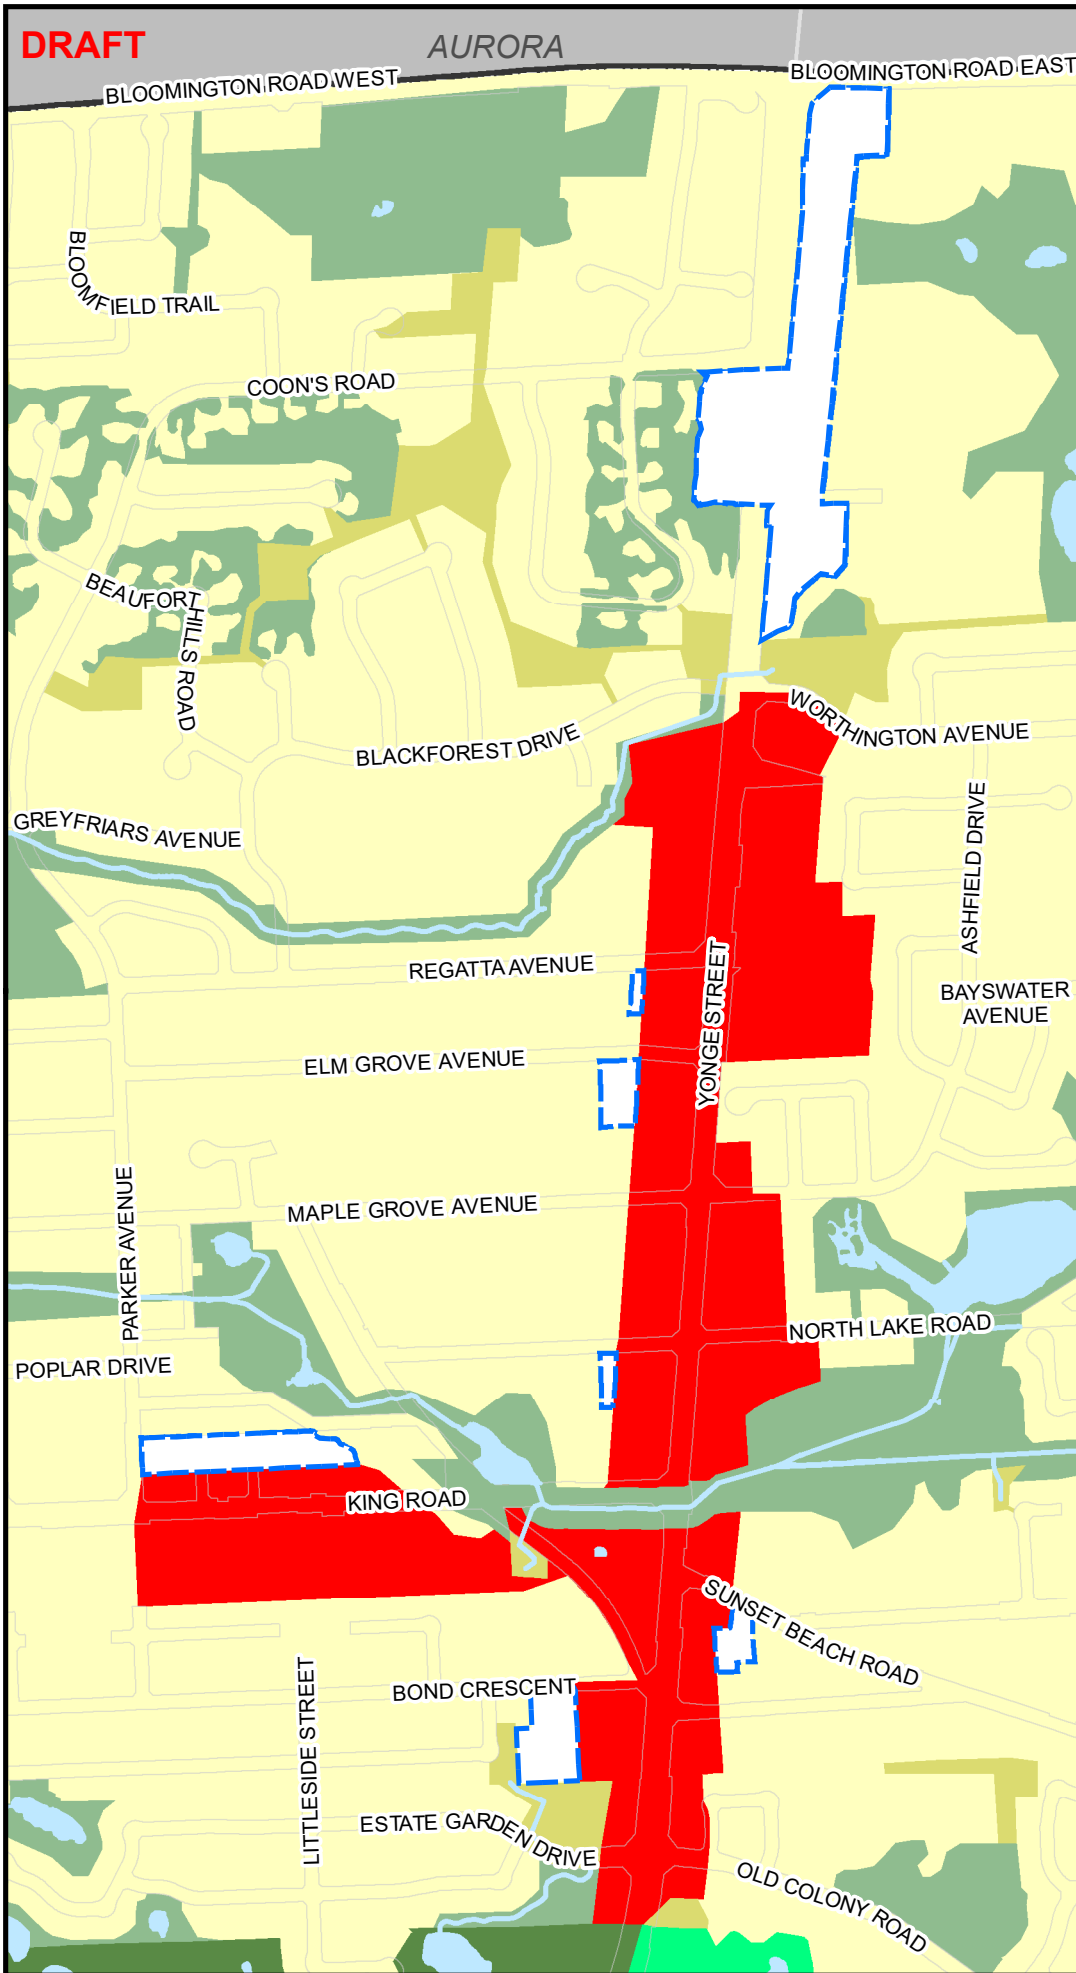 DRAFT
AURORA
BLOOMINGTON ROAD WEST
BLOOMINGTON ROAD EAST
BLOOMFIELD TRAIL
COON'S ROAD
BEAUFORT HILLS ROAD
BLACKFOREST DRIVE
WORTHINGTON AVENUE
GREYFRIARS AVENUE
ASHFIELD DRIVE
REGATTA AVENUE
YONGE STREET
BAYSWATER
AVENUE
ELM GROVE AVENUE
PARKER AVENUE
MAPLE GROVE AVENUE
NORTH LAKE ROAD
POPLAR DRIVE
KING ROAD
SUNSET BEACH ROAD
LITTLESIDE STREET
BOND CRESCENT
ESTATE GARDEN DRIVE
OLD COLONY ROAD